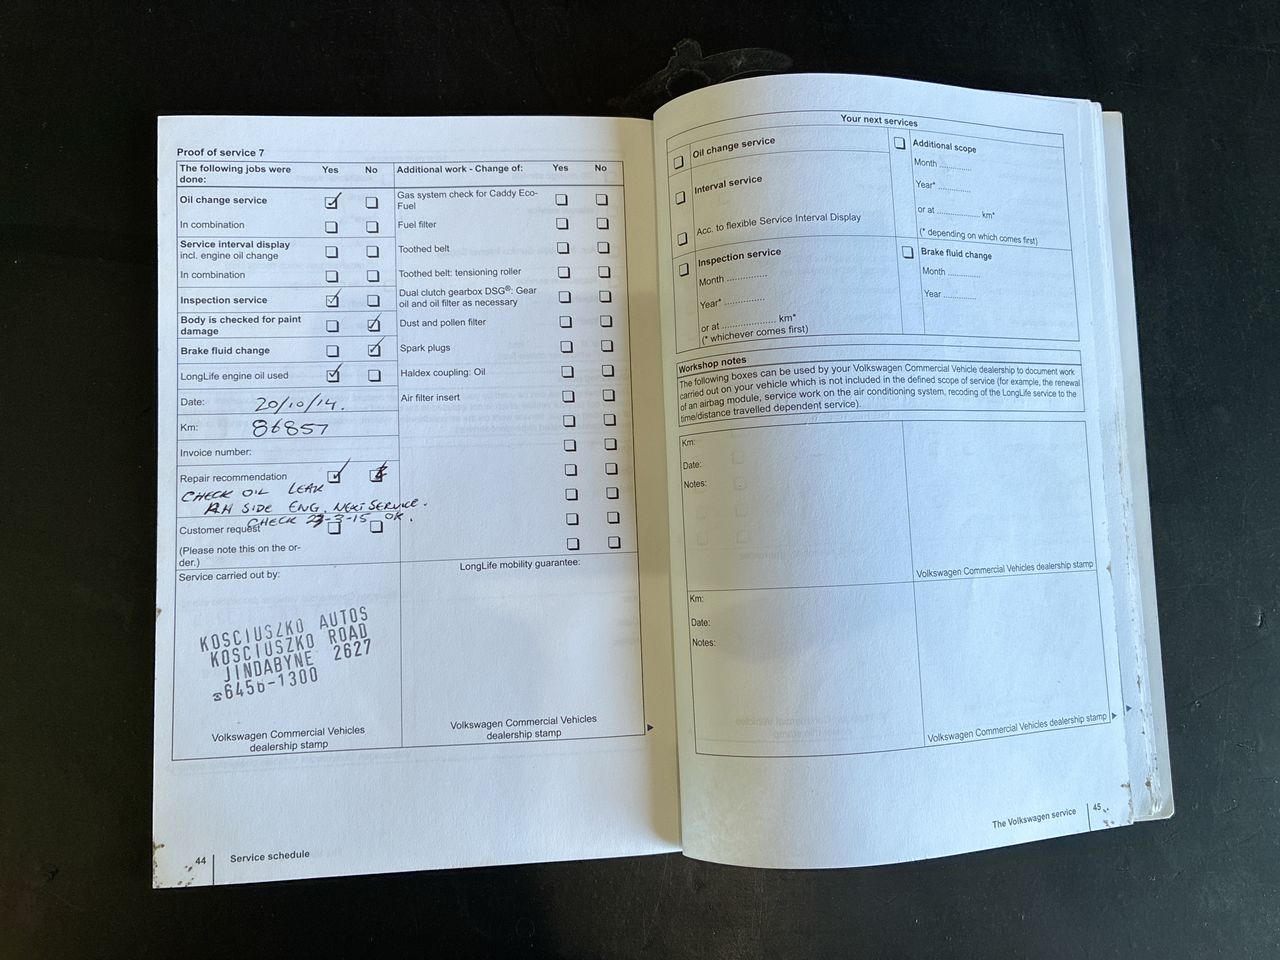 Proof of service 7
The following jobs were done: Yes No
Oil change service
In combination
Service interval display
incl. engine oil change
In combination
Inspection service
Body is checked for paint
damage
Brake fluid change
LongLife engine oil used
Date: 20/10/14.
Km: 86857
Invoice number:
Repair recommendation
CHECK OIL LEAK
RH SIDE ENG. NEXT SERVICE.
CHECK 23-3-15 OK.
Customer request
(Please note this on the or-
der.)
Service carried out by:
KOSCIUSZKO AUTOS
KOSCIUSZKO ROAD
JINDABYNE 2627
☎6456-1300
Volkswagen Commercial Vehicles
dealership stamp
Additional work - Change of: Yes No
Gas system check for Caddy Eco-
Fuel
Fuel filter
Toothed belt
Toothed belt: tensioning roller
Dual clutch gearbox DSG®: Gear
oil and oil filter as necessary
Dust and pollen filter
Spark plugs
Haldex coupling: Oil
Air filter insert
LongLife mobility guarantee:
Volkswagen Commercial Vehicles
dealership stamp
44 Service schedule
Your next services
Oil change service
Interval service
Acc. to flexible Service Interval Display
Inspection service
Month ..............
Year* ..............
or at .................... km*
(* whichever comes first)
Additional scope
Month ............
Year* ............
or at ................ km*
(* depending on which comes first)
Brake fluid change
Month ............
Year ............
Workshop notes
The following boxes can be used by your Volkswagen Commercial Vehicle dealership to document work
carried out on your vehicle which is not included in the defined scope of service (for example, the renewal
of an airbag module, service work on the air conditioning system, recoding of the LongLife service to the
time/distance travelled dependent service).
Km:
Date:
Notes:
Volkswagen Commercial Vehicles dealership stamp
Km:
Date:
Notes:
Volkswagen Commercial Vehicles dealership stamp
The Volkswagen service 45